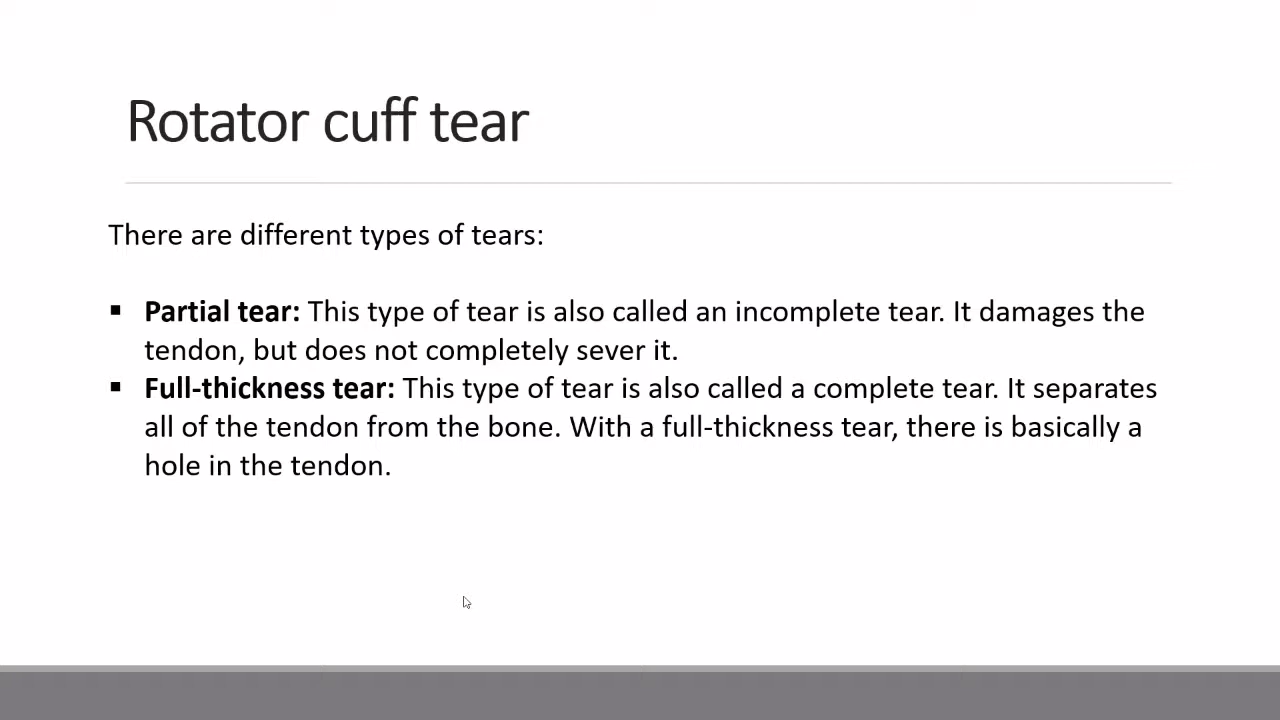 Rotator cuff tear
There are different types of tears:
▪ Partial tear: This type of tear is also called an incomplete tear. It damages the
tendon, but does not completely sever it.
▪ Full-thickness tear: This type of tear is also called a complete tear. It separates
all of the tendon from the bone. With a full-thickness tear, there is basically a
hole in the tendon.